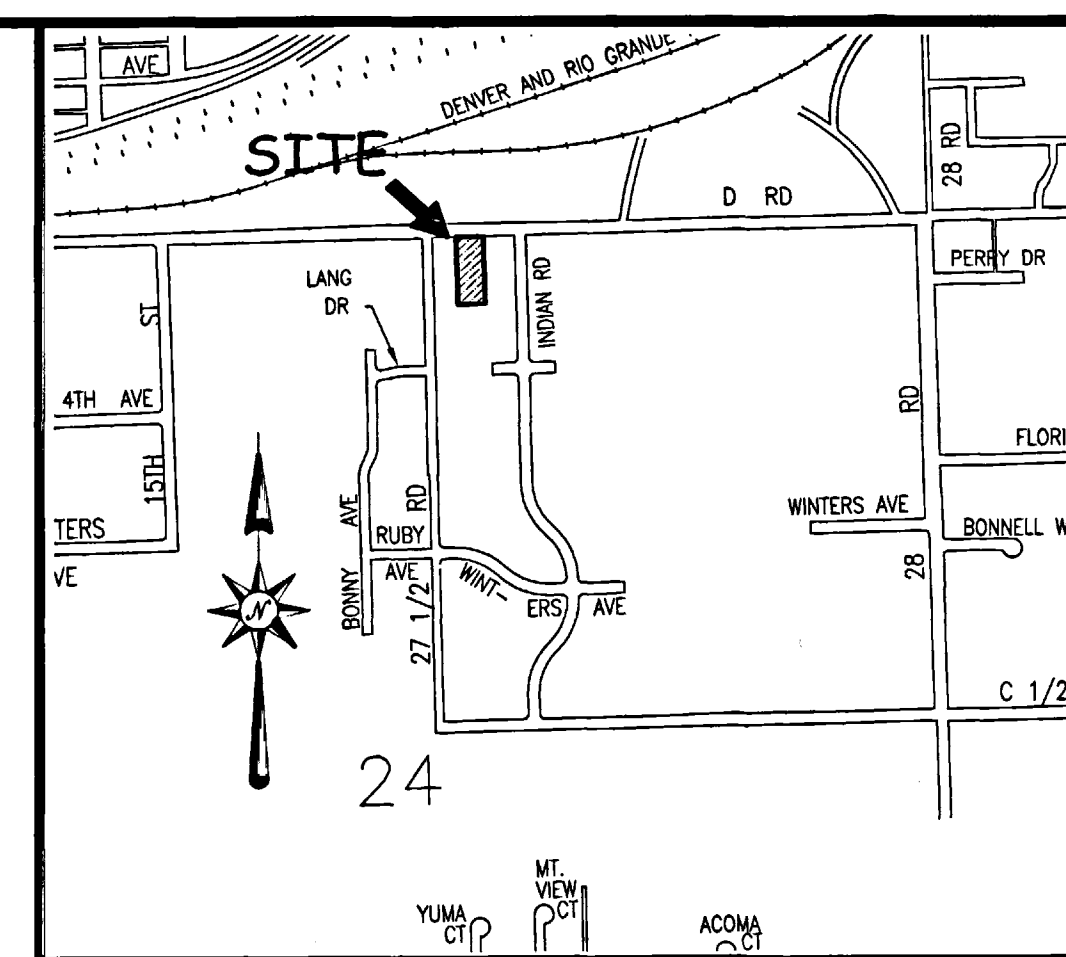 AVE
DENVER AND RIO GRANDE
SITE
28 RD
D RD
PERRY DR
LANG
DR
INDIAN RD
ST
4TH AVE
RD
FLORI
15TH
TERS
VE
BONNY AVE
RD
RUBY
AVE
WINT-
ERS AVE
WINTERS AVE
BONNELL W
28
27 1/2
N
C 1/2
24
MT.
VIEW
CT
YUMA
CT
ACOMA
CT